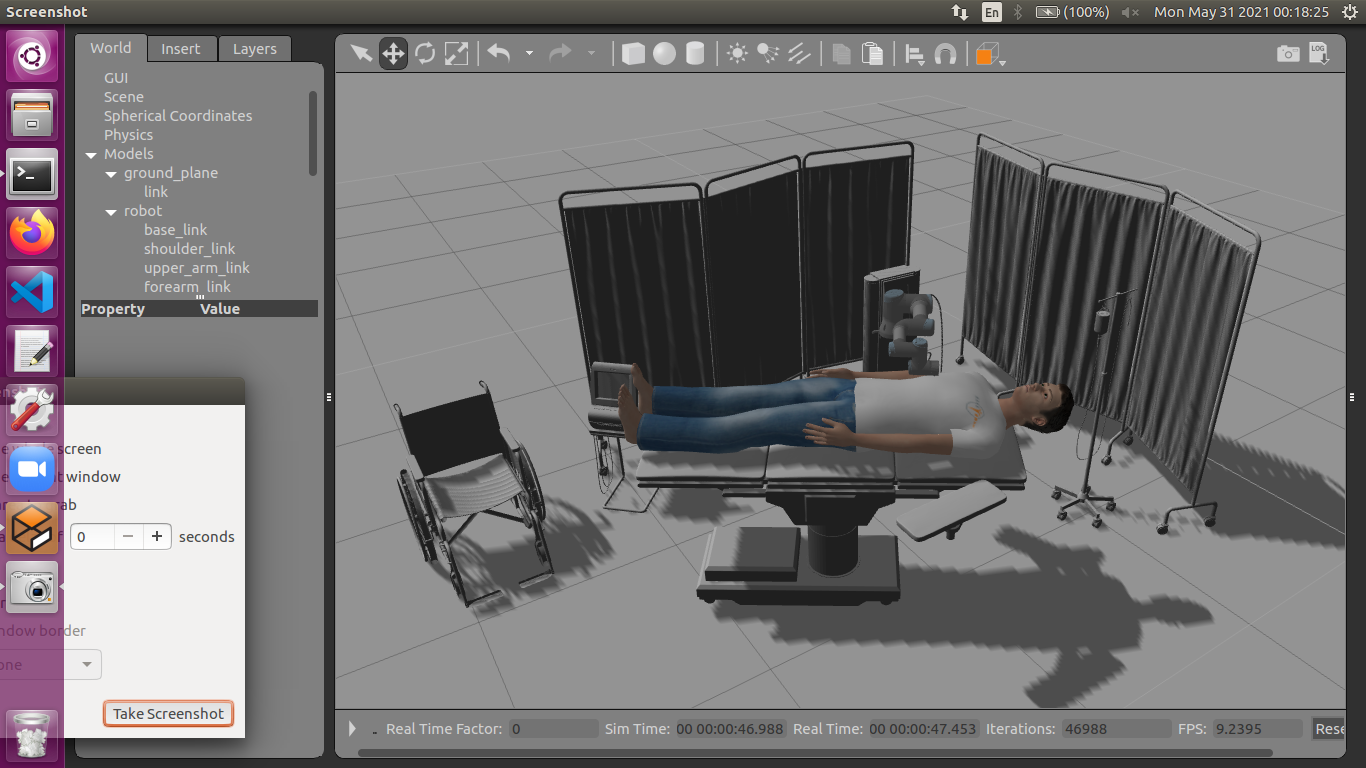 Screenshot
En
(100%)
Mon May 31 2021 00:18:25
World
Insert
Layers
GUI
Scene
Spherical Coordinates
Physics
Models
ground_plane
link
robot
base_link
shoulder_link
upper_arm_link
forearm_link
Property Value
LOG
screen
window
ab
0 seconds
ndow border
one
Take Screenshot
Real Time Factor: 0 Sim Time: 00 00:00:46.988 Real Time: 00 00:00:47.453 Iterations: 46988 FPS: 9.2395 Rese